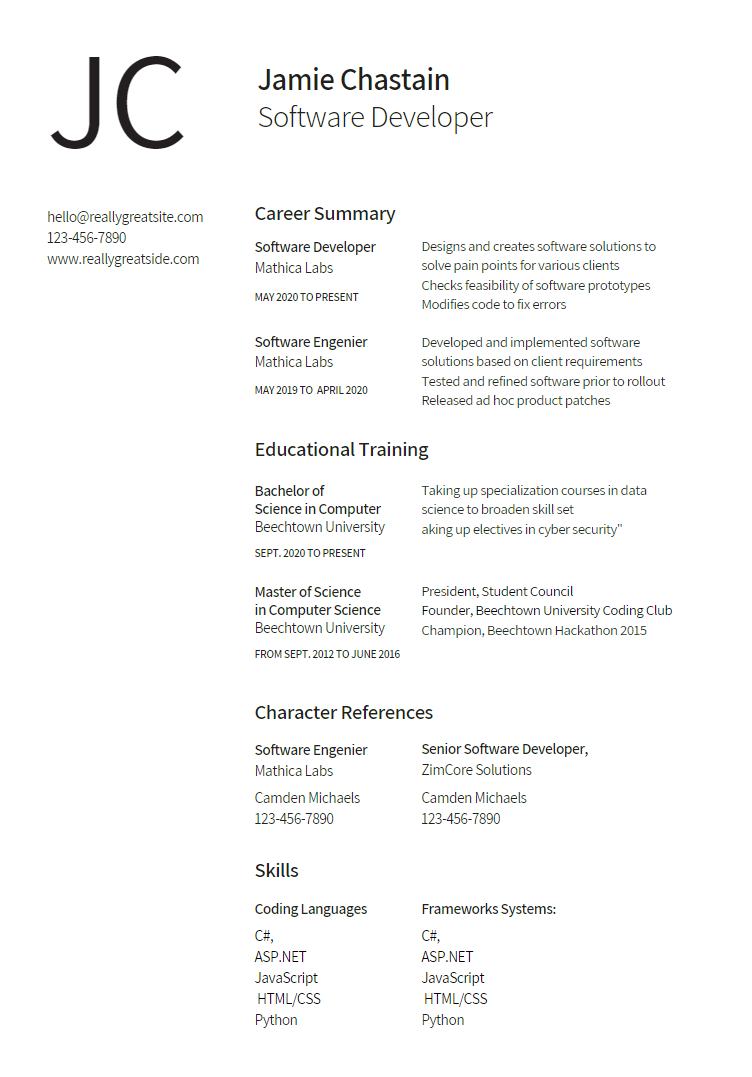 JC
Jamie Chastain
Software Developer
hello@reallygreatsite.com
123-456-7890
www.reallygreatside.com
Career Summary
Software Developer
Mathica Labs
MAY 2020 TO PRESENT
Designs and creates software solutions to
solve pain points for various clients
Checks feasibility of software prototypes
Modifies code to fix errors
Software Engenier
Mathica Labs
MAY 2019 TO APRIL 2020
Developed and implemented software
solutions based on client requirements
Tested and refined software prior to rollout
Released ad hoc product patches
Educational Training
Bachelor of
Science in Computer
Beechtown University
SEPT. 2020 TO PRESENT
Taking up specialization courses in data
science to broaden skill set
aking up electives in cyber security"
Master of Science
in Computer Science
Beechtown University
FROM SEPT. 2012 TO JUNE 2016
President, Student Council
Founder, Beechtown University Coding Club
Champion, Beechtown Hackathon 2015
Character References
Software Engenier
Mathica Labs
Camden Michaels
123-456-7890
Senior Software Developer,
ZimCore Solutions
Camden Michaels
123-456-7890
Skills
Coding Languages
C#,
ASP.NET
JavaScript
HTML/CSS
Python
Frameworks Systems:
C#,
ASP.NET
JavaScript
HTML/CSS
Python